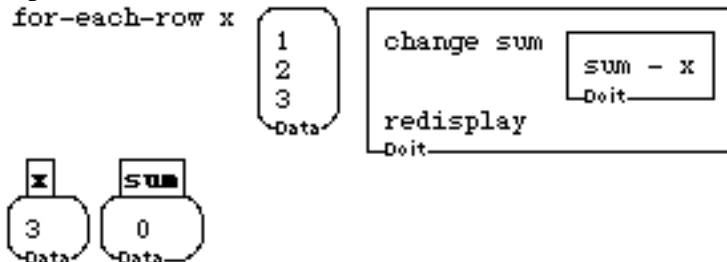 for-each-row x
1
2
3
Data
change sum
sum - x
Doit
redisplay
Doit
x
sum
3
0
Data
Data